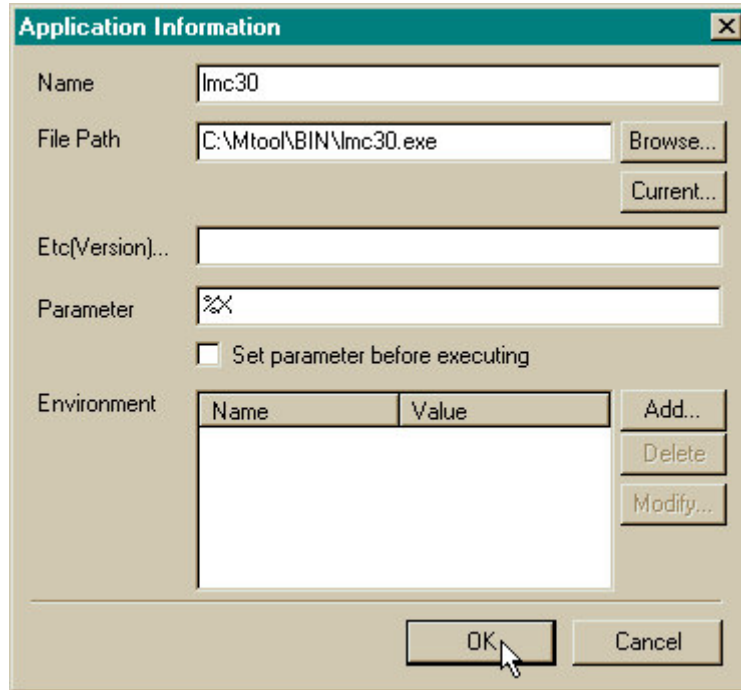 Application Information
Name lmc30
File Path C:\Mtool\BIN\lmc30.exe Browse...
Current...
Etc(Version)...
Parameter %X
Set parameter before executing
Environment Name Value Add...
Delete
Modify...
OK Cancel